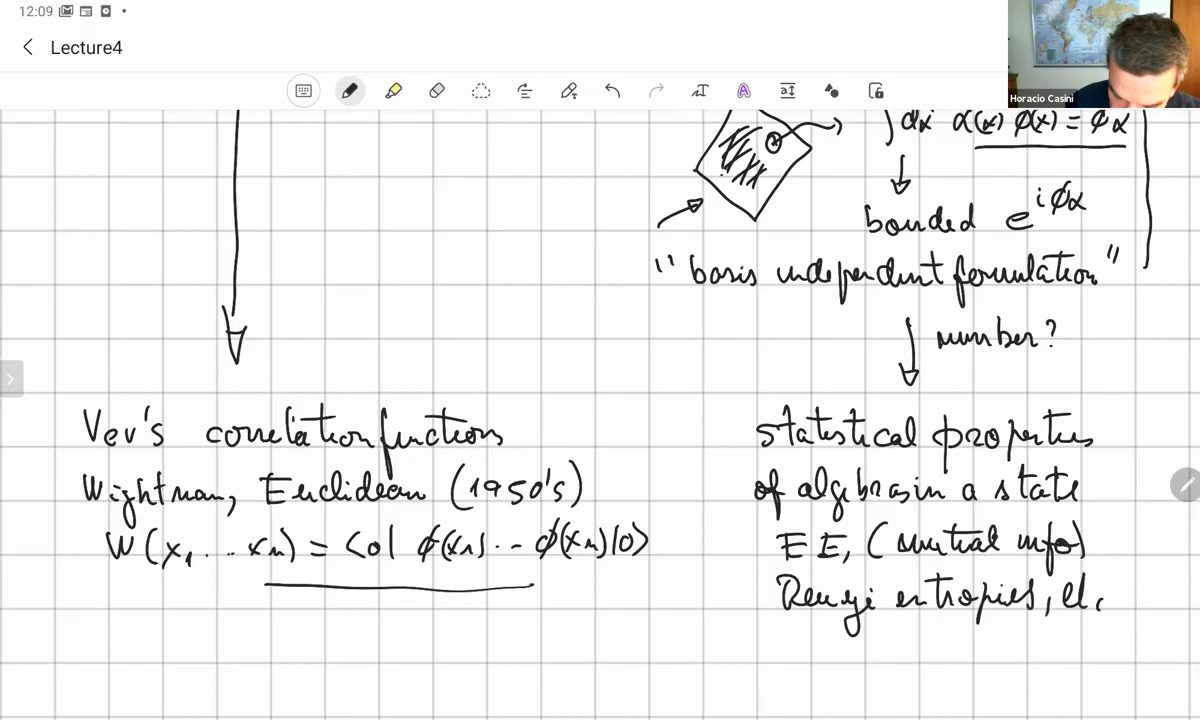 12:09
Lecture4
Horacio Casini
∫ dx α(x) ϕ(x) = ϕα
bounded e^{iϕα}
"basis independent formulation"
number?
Vev's correlation functions
Wightman, Euclidean (1950's)
W(x₁...xₙ) = <0| ϕ(x₁)... ϕ(xₙ)|0>
statistical properties
of algebras in a state
EE, (mutual info)
Renyi entropies, etc